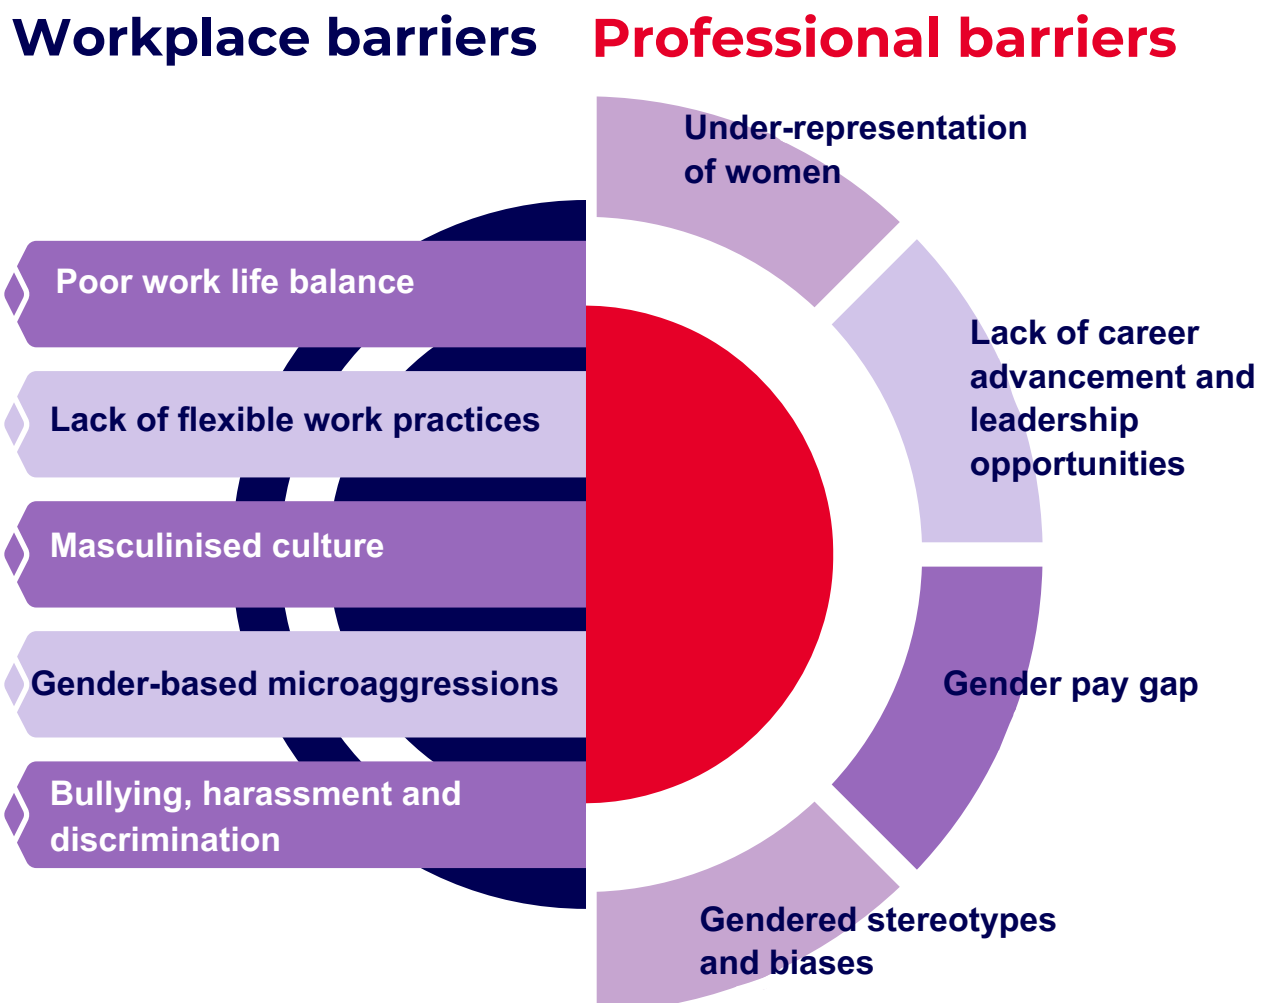 Workplace barriers
Poor work life balance
Lack of flexible work practices
Masculinised culture
Gender-based microaggressions
Bullying, harassment and
discrimination
Professional barriers
Under-representation
of women
Lack of career
advancement and
leadership
opportunities
Gender pay gap
Gendered stereotypes
and biases